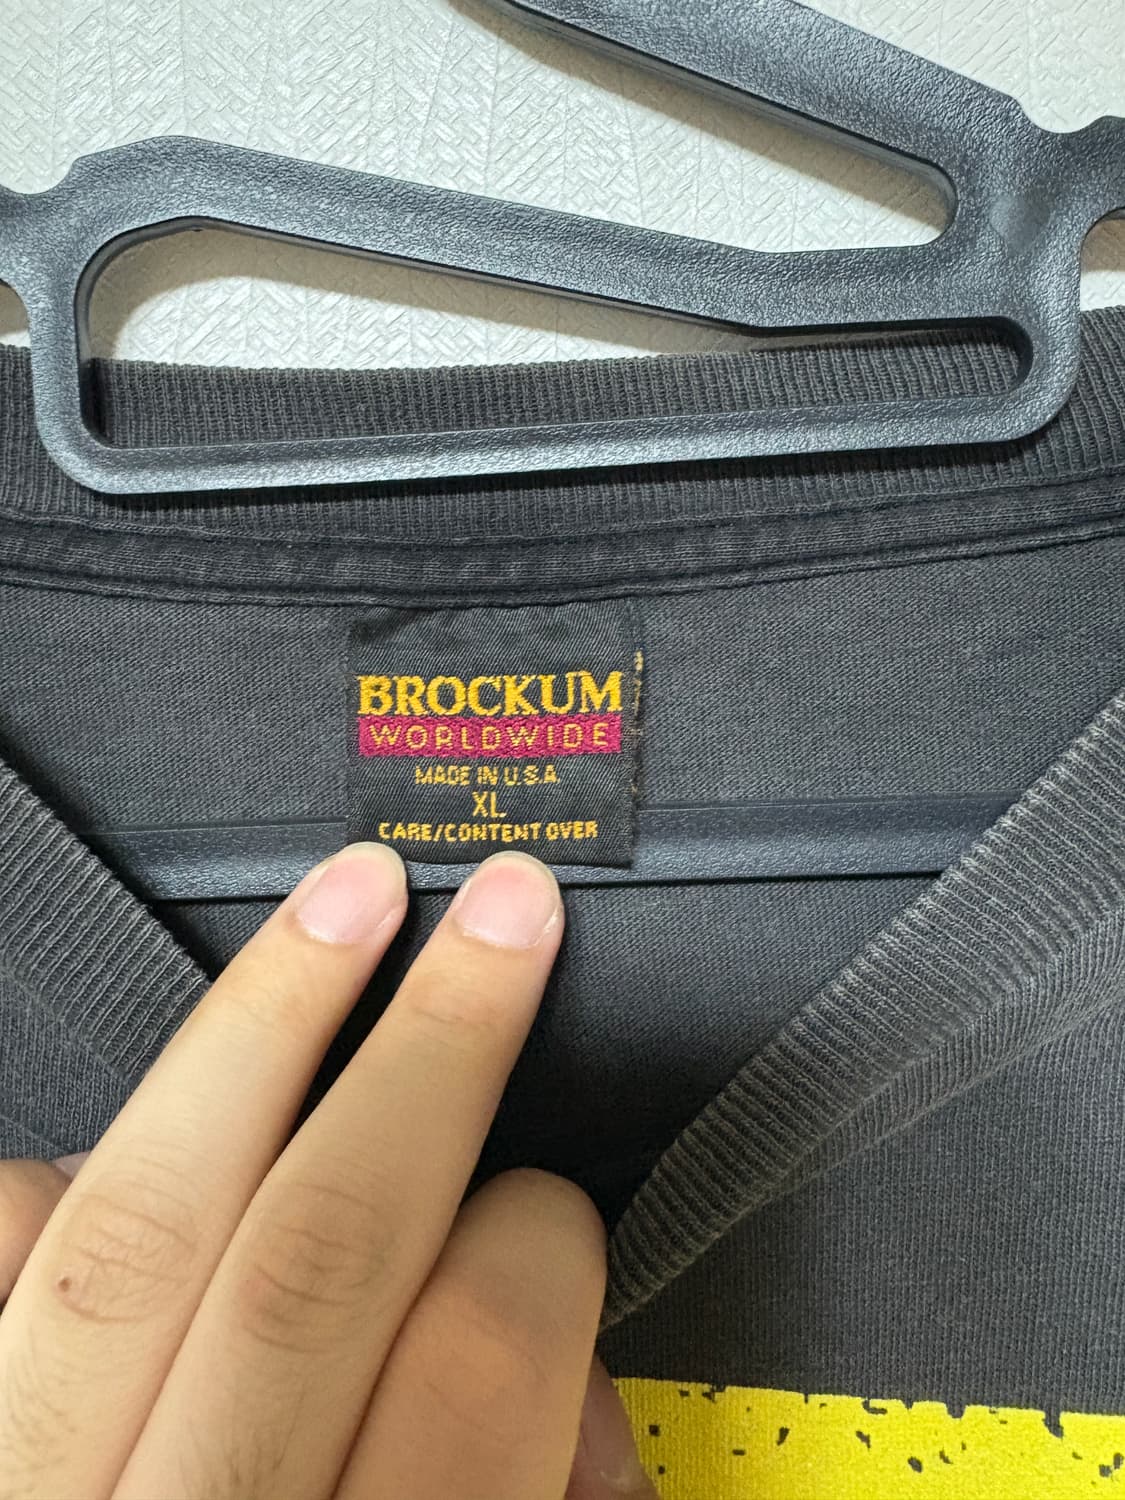 BROCKUM
WORLDWIDE
MADE IN U.S.A
XL
CARE/CONTENT OVER